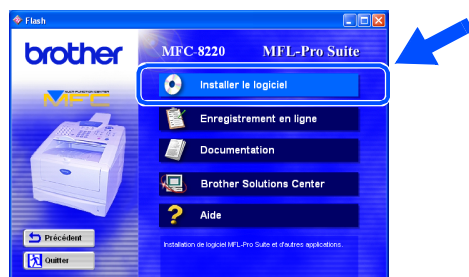 Flash
brother
MFC-8220 MFL-Pro Suite
MFC
Installer le logiciel
Enregistrement en ligne
Documentation
Brother Solutions Center
Aide
Précédent
Quitter
Installation de logiciel MFL-Pro Suite et d'autres applications.